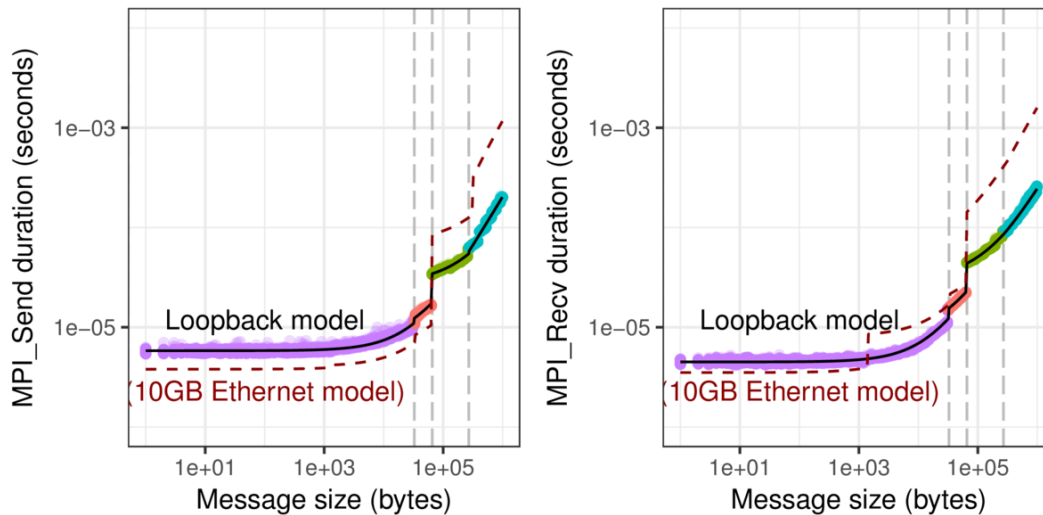 MPI_Send duration (seconds)
1e-03
1e-05
Loopback model
(10GB Ethernet model)
1e+01
1e+03
1e+05
Message size (bytes)
MPI_Recv duration (seconds)
1e-03
1e-05
Loopback model
(10GB Ethernet model)
1e+01
1e+03
1e+05
Message size (bytes)